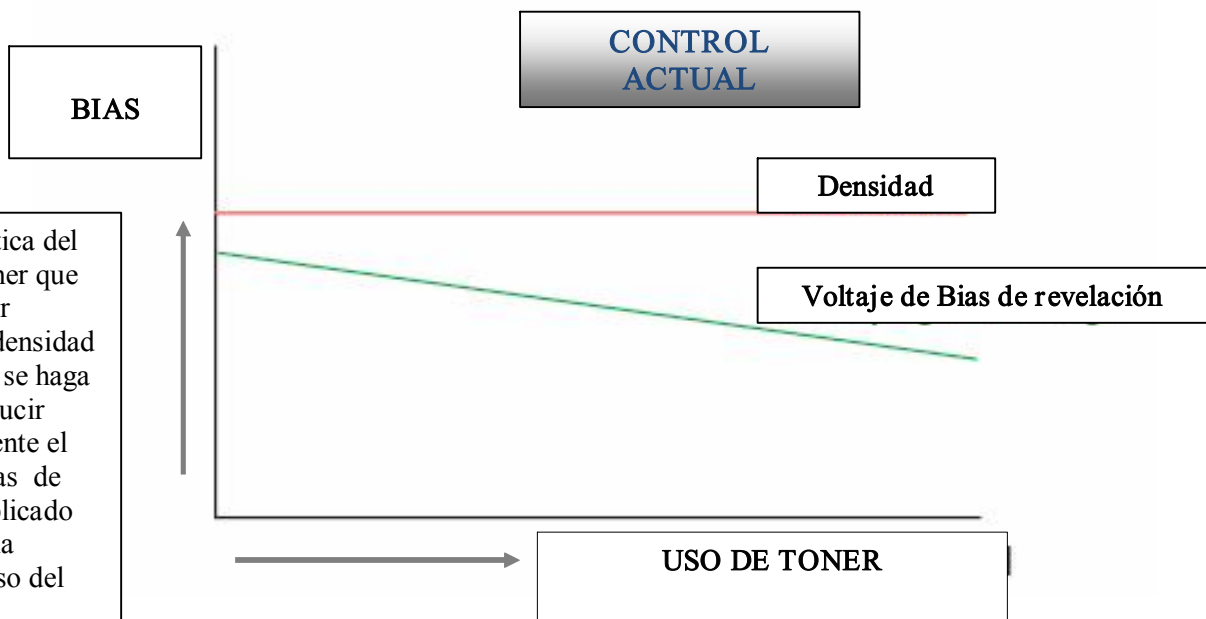 CONTROL
ACTUAL
BIAS
Densidad
tica del
ner que
r
densidad
se haga
ucir
ente el
as de
licado
a
so del
Voltaje de Bias de revelación
USO DE TONER